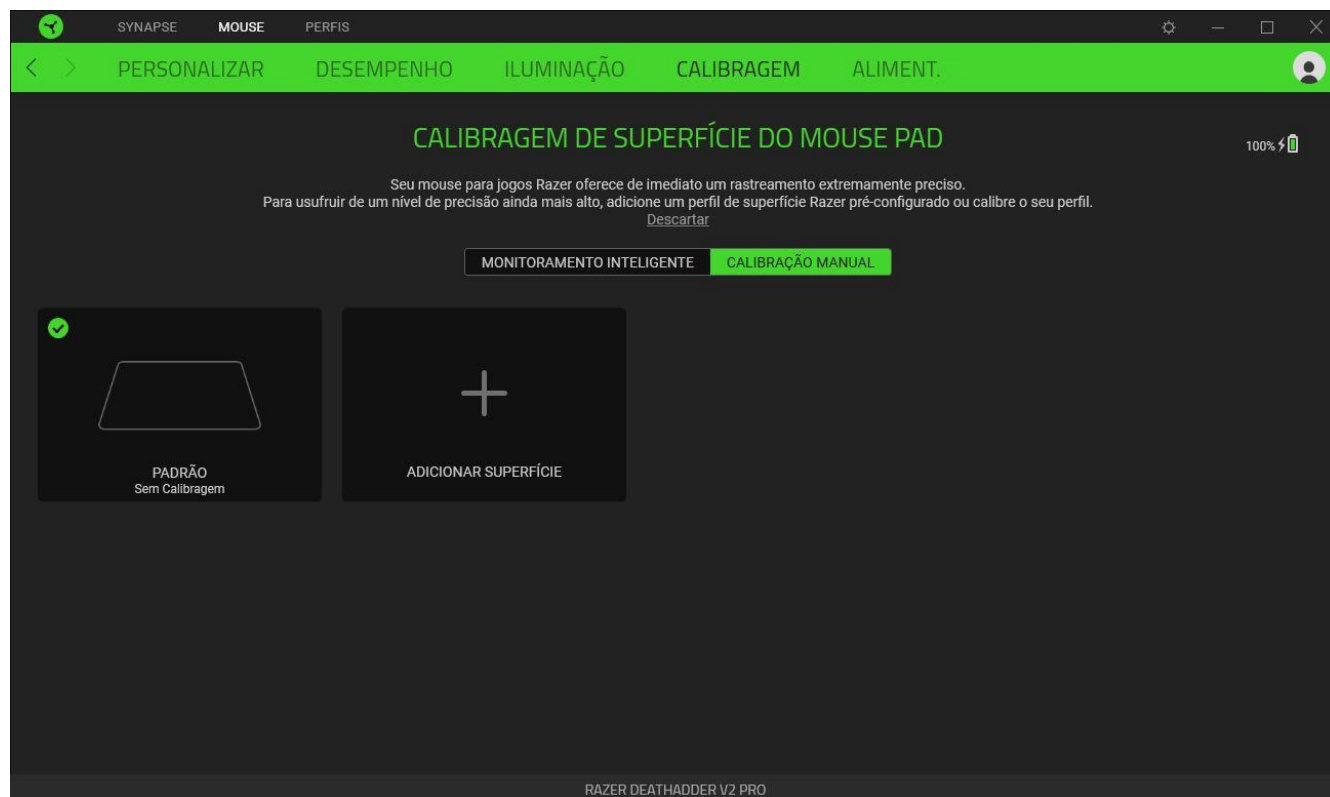 SYNAPSE MOUSE PERFIS
PERSONALIZAR DESEMPENHO ILUMINAÇÃO CALIBRAGEM ALIMENT.
CALIBRAGEM DE SUPERFÍCIE DO MOUSE PAD
100%
Seu mouse para jogos Razer oferece de imediato um rastreamento extremamente preciso.
Para usufruir de um nível de precisão ainda mais alto, adicione um perfil de superfície Razer pré-configurado ou calibre o seu perfil.
Descartar
MONITORAMENTO INTELIGENTE CALIBRAÇÃO MANUAL
PADRÃO
Sem Calibragem
ADICIONAR SUPERFÍCIE
RAZER DEATHADDER V2 PRO